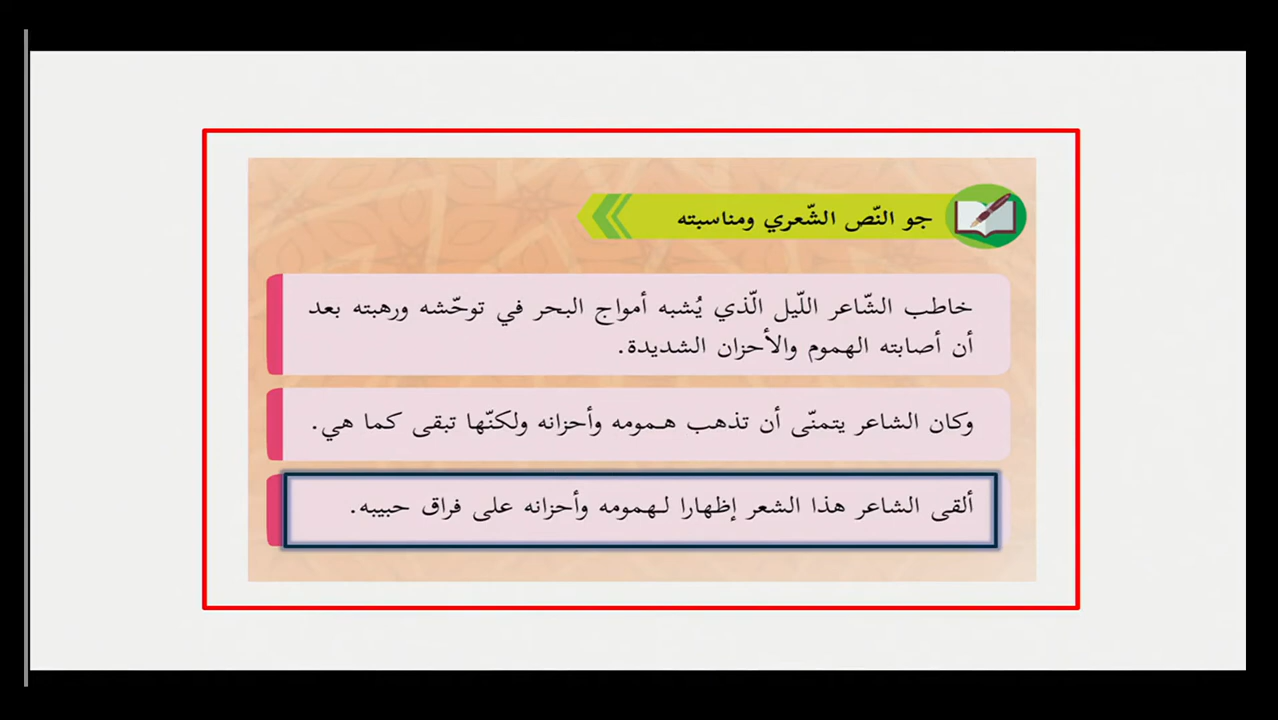 جو النّص الشّعري ومناسبته
خاطب الشّاعر اللّيل الّذي يُشبه أمواج البحر في توحّشه ورهبته بعد
أن أصابته الهموم والأحزان الشديدة.
وكان الشاعر يتمنّى أن تذهب همومه وأحزانه ولكنّها تبقى كما هي.
ألقى الشاعر هذا الشعر إظهارا لهمومه وأحزانه على فراق حبيبه.